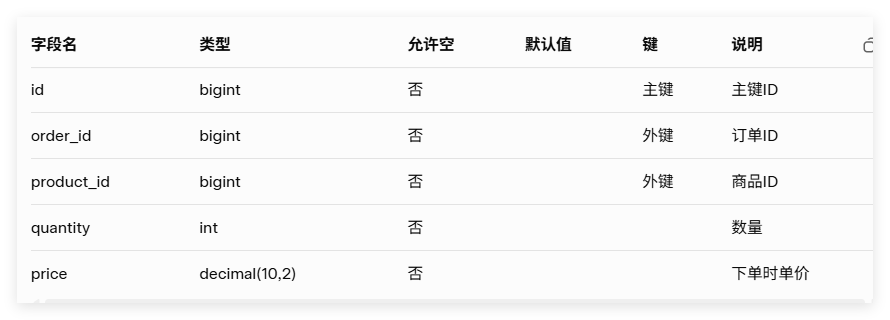 字段名 类型 允许空 默认值 键 说明
id bigint 否 主键 主键ID
order_id bigint 否 外键 订单ID
product_id bigint 否 外键 商品ID
quantity int 否 数量
price decimal(10,2) 否 下单时单价